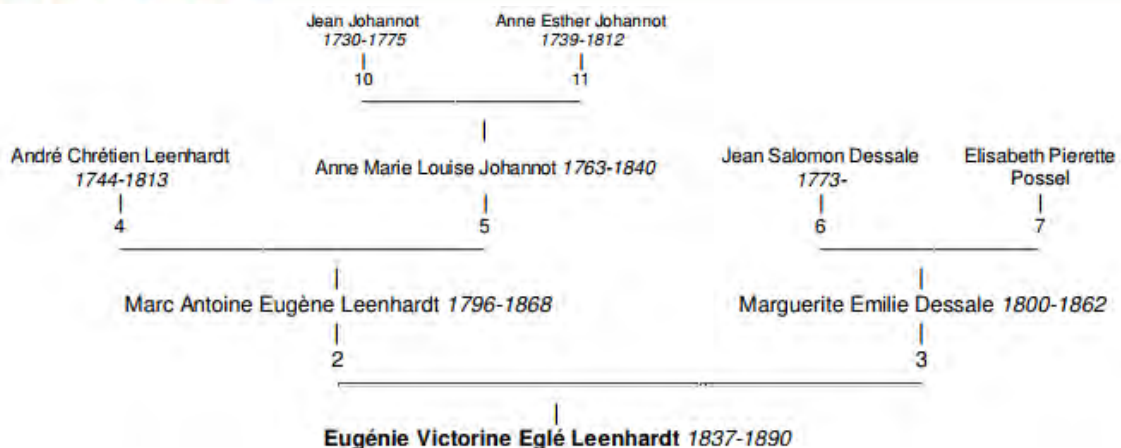 Jean Johannot Anne Esther Johannot
1730-1775 1739-1812
10 11
André Chrétien Leenhardt Anne Marie Louise Johannot 1763-1840 Jean Salomon Dessale Elisabeth Pierette
1744-1813 1773- Possel
4 5 6 7
Marc Antoine Eugène Leenhardt 1796-1868 Marguerite Emilie Dessale 1800-1862
2 3
Eugénie Victorine Eglé Leenhardt 1837-1890